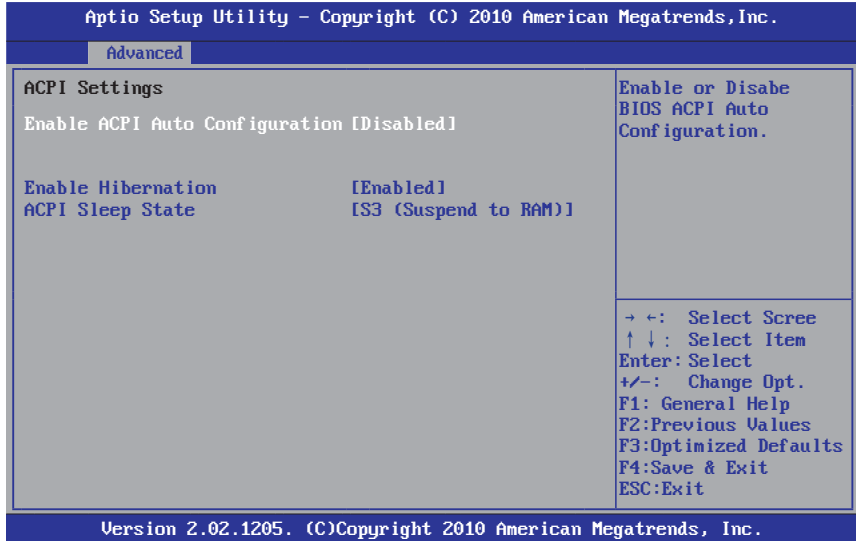 Aptio Setup Utility – Copyright (C) 2010 American Megatrends,Inc.
Advanced
ACPI Settings
Enable ACPI Auto Configuration [Disabled]
Enable Hibernation [Enabled]
ACPI Sleep State [S3 (Suspend to RAM)]
Enable or Disabe
BIOS ACPI Auto
Configuration.
→ ←: Select Scree
↑ ↓: Select Item
Enter: Select
+/-: Change Opt.
F1: General Help
F2:Previous Values
F3:Optimized Defaults
F4:Save & Exit
ESC:Exit
Version 2.02.1205. (C)Copyright 2010 American Megatrends, Inc.